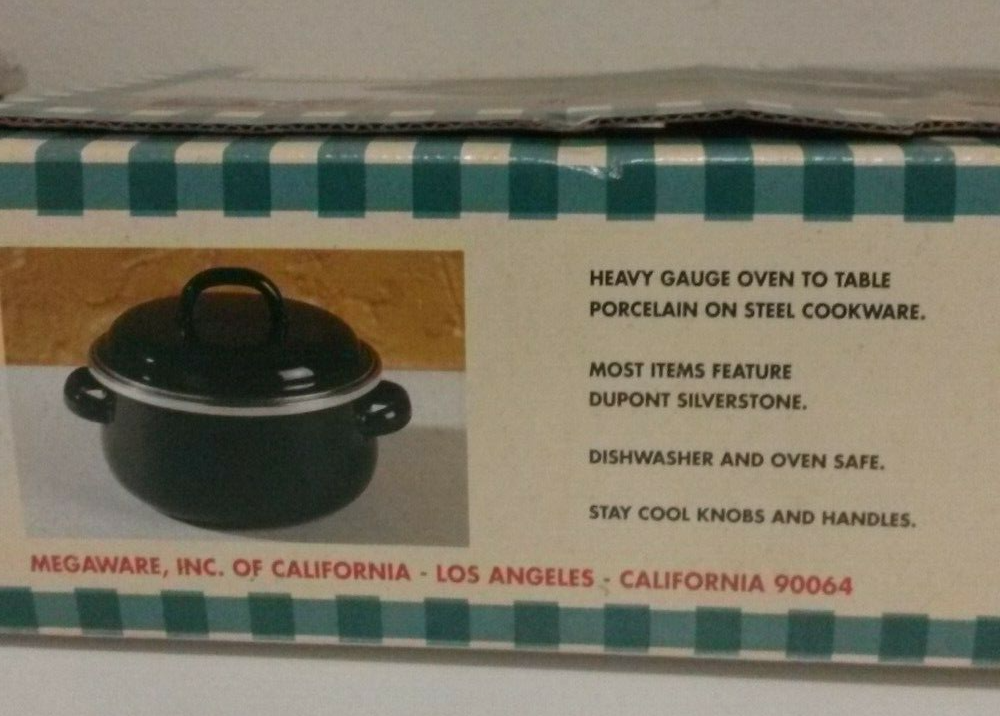 HEAVY GAUGE OVEN TO TABLE
PORCELAIN ON STEEL COOKWARE.
MOST ITEMS FEATURE
DUPONT SILVERSTONE.
DISHWASHER AND OVEN SAFE.
STAY COOL KNOBS AND HANDLES.
MEGAWARE, INC. OF CALIFORNIA - LOS ANGELES - CALIFORNIA 90064